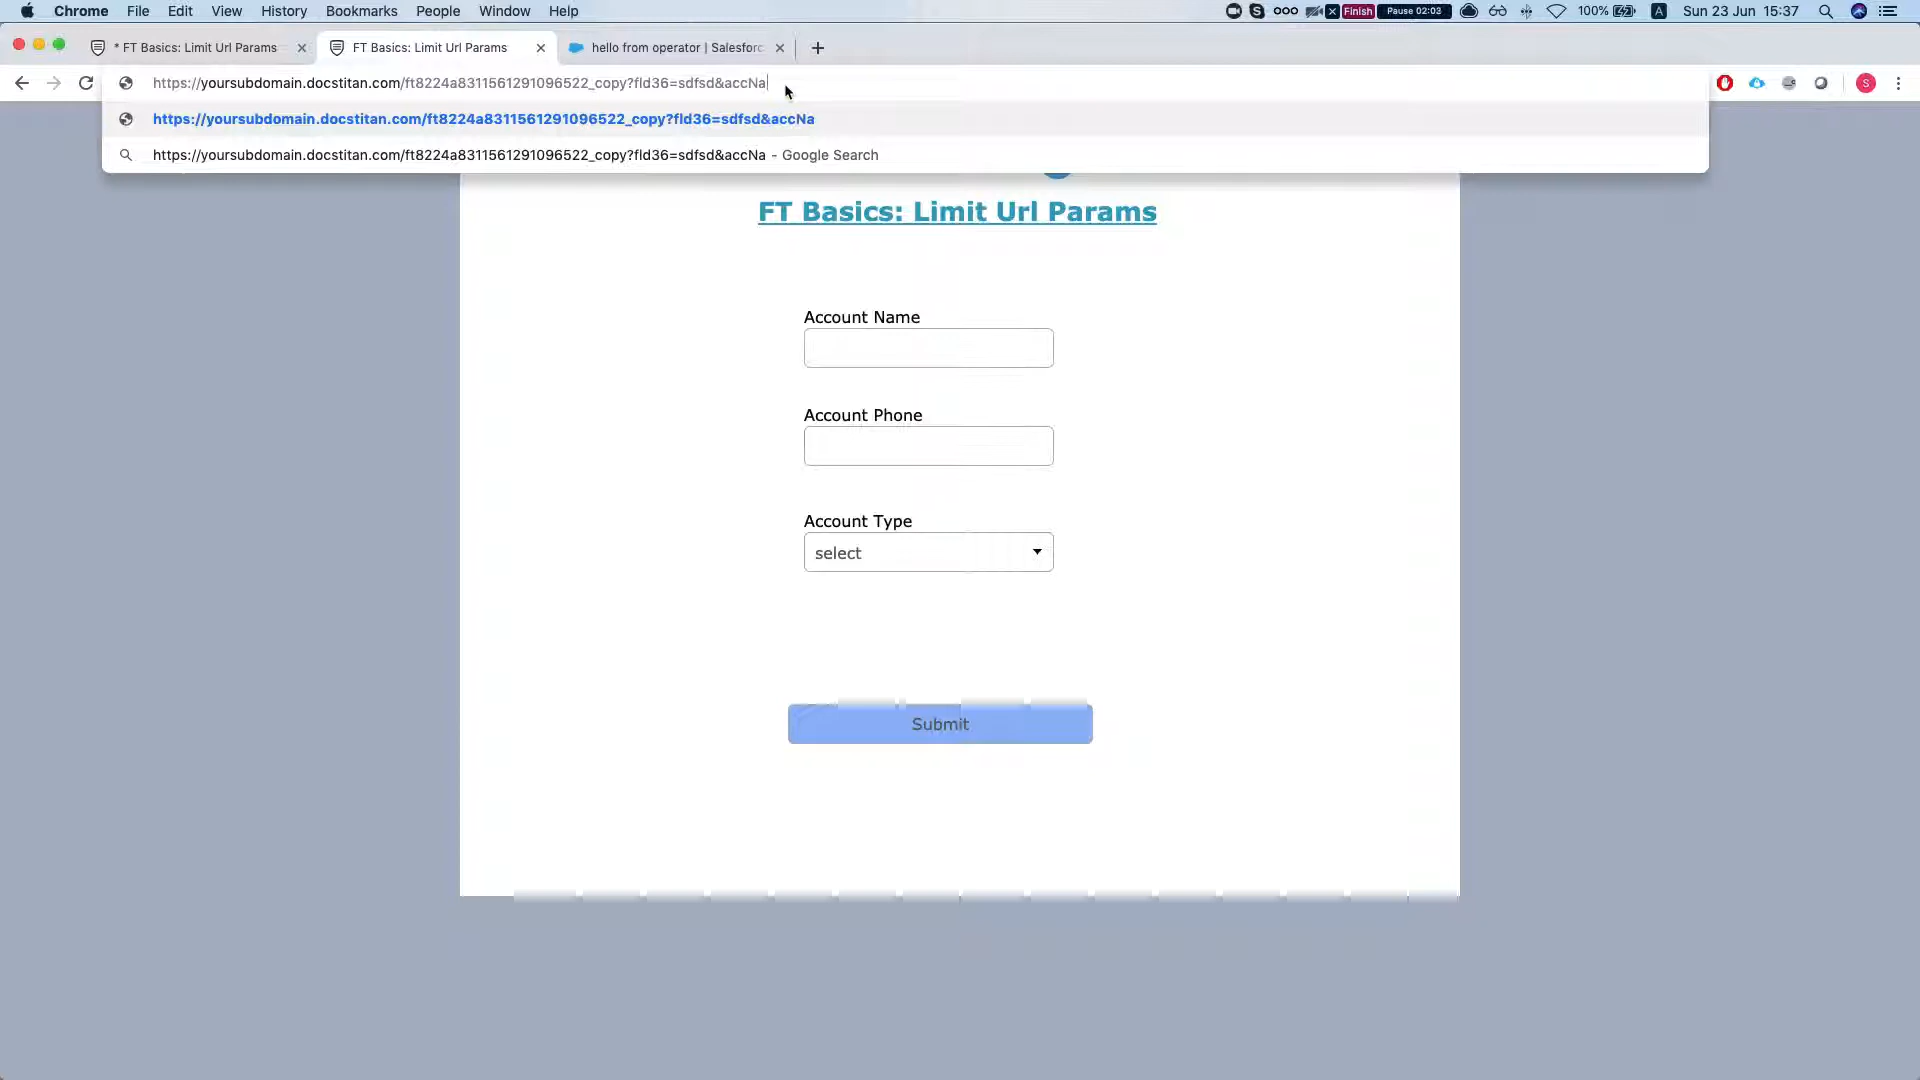 Chrome File Edit View History Bookmarks People Window Help Finish Pause 02:03 100% A Sun 23 Jun 15:37
* FT Basics: Limit Url Params FT Basics: Limit Url Params hello from operator | Salesforc
https://yoursubdomain.docstitan.com/ft8224a8311561291096522_copy?fld36=sdfsd&accNa S
https://yoursubdomain.docstitan.com/ft8224a8311561291096522_copy?fld36=sdfsd&accNa
https://yoursubdomain.docstitan.com/ft8224a8311561291096522_copy?fld36=sdfsd&accNa - Google Search
FT Basics: Limit Url Params
Account Name
Account Phone
Account Type
select
Submit